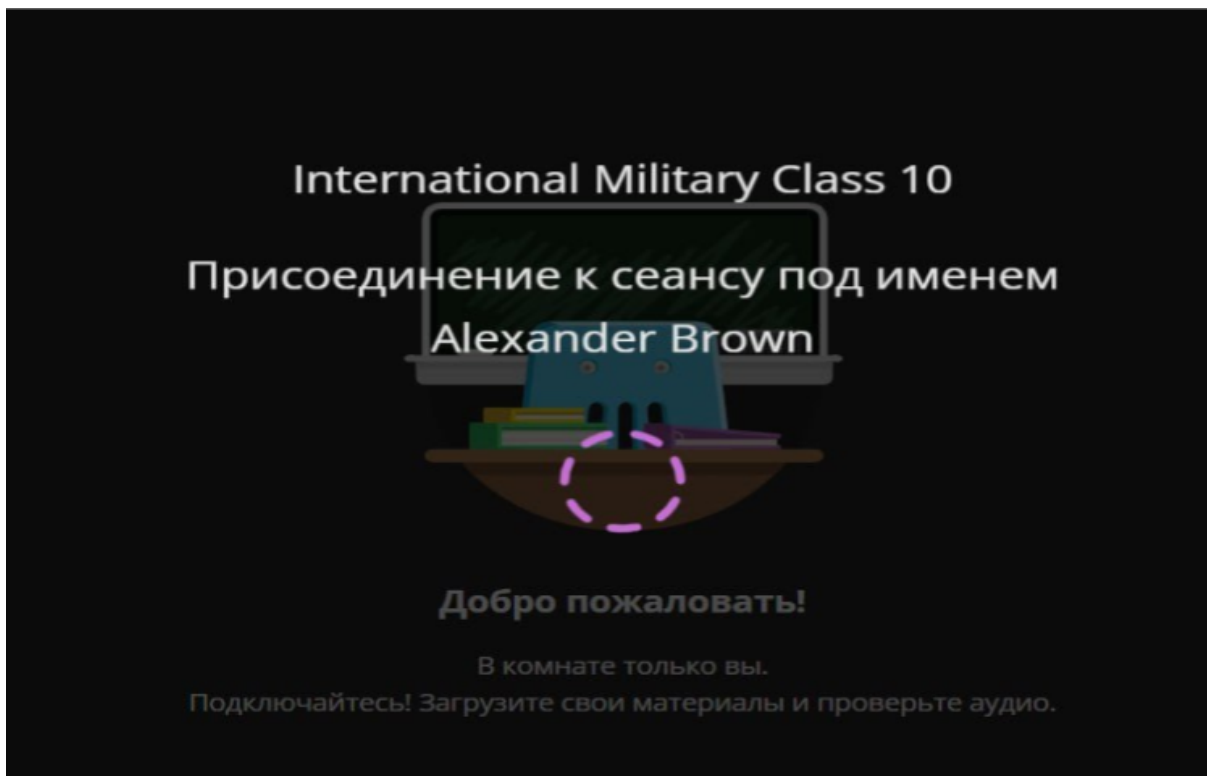 International Military Class 10
Присоединение к сеансу под именем
Alexander Brown
Добро пожаловать!
В комнате только вы.
Подключайтесь! Загрузите свои материалы и проверьте аудио.